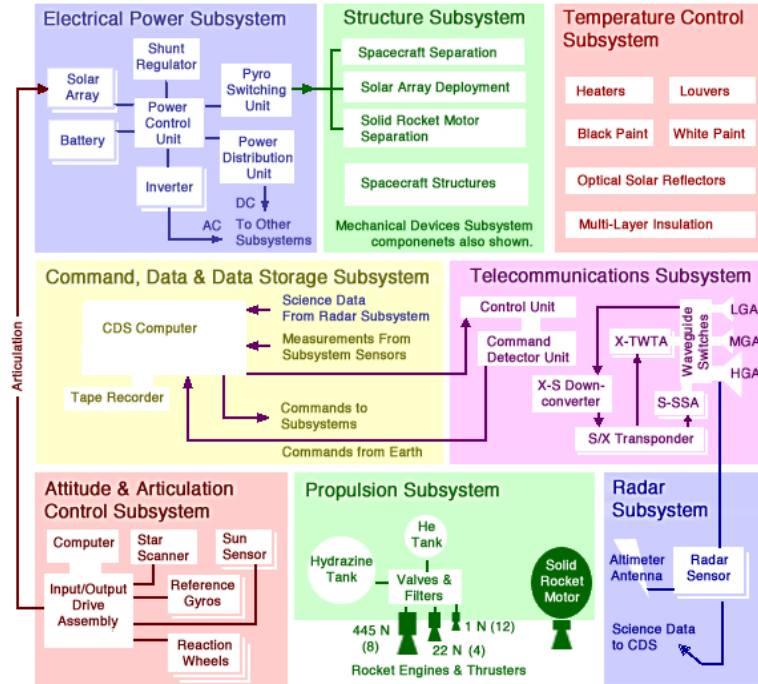 Electrical Power Subsystem
Shunt
Regulator
Solar
Array
Pyro
Switching
Unit
Power
Control
Unit
Battery
Power
Distribution
Unit
Inverter
DC
AC
To Other
Subsystems
Structure Subsystem
Spacecraft Separation
Solar Array Deployment
Solid Rocket Motor
Separation
Spacecraft Structures
Mechanical Devices Subsystem
componenets also shown.
Temperature Control
Subsystem
Heaters
Louvers
Black Paint
White Paint
Optical Solar Reflectors
Multi-Layer Insulation
Articulation
Command, Data & Data Storage Subsystem
CDS Computer
Science Data
From Radar Subsystem
Measurements From
Subsystem Sensors
Tape Recorder
Commands to
Subsystems
Commands from Earth
Telecommunications Subsystem
Control Unit
Command
Detector Unit
X-S Down-
converter
X-TWTA
Waveguide
Switches
LGA
MGA
HGA
S-SSA
S/X Transponder
Attitude & Articulation
Control Subsystem
Computer
Star
Scanner
Sun
Sensor
Input/Output
Drive
Assembly
Reference
Gyros
Reaction
Wheels
Propulsion Subsystem
He
Tank
Hydrazine
Tank
Valves &
Filters
Solid
Rocket
Motor
445 N
(8)
22 N (4)
1 N (12)
Rocket Engines & Thrusters
Radar
Subsystem
Altimeter
Antenna
Radar
Sensor
Science Data
to CDS